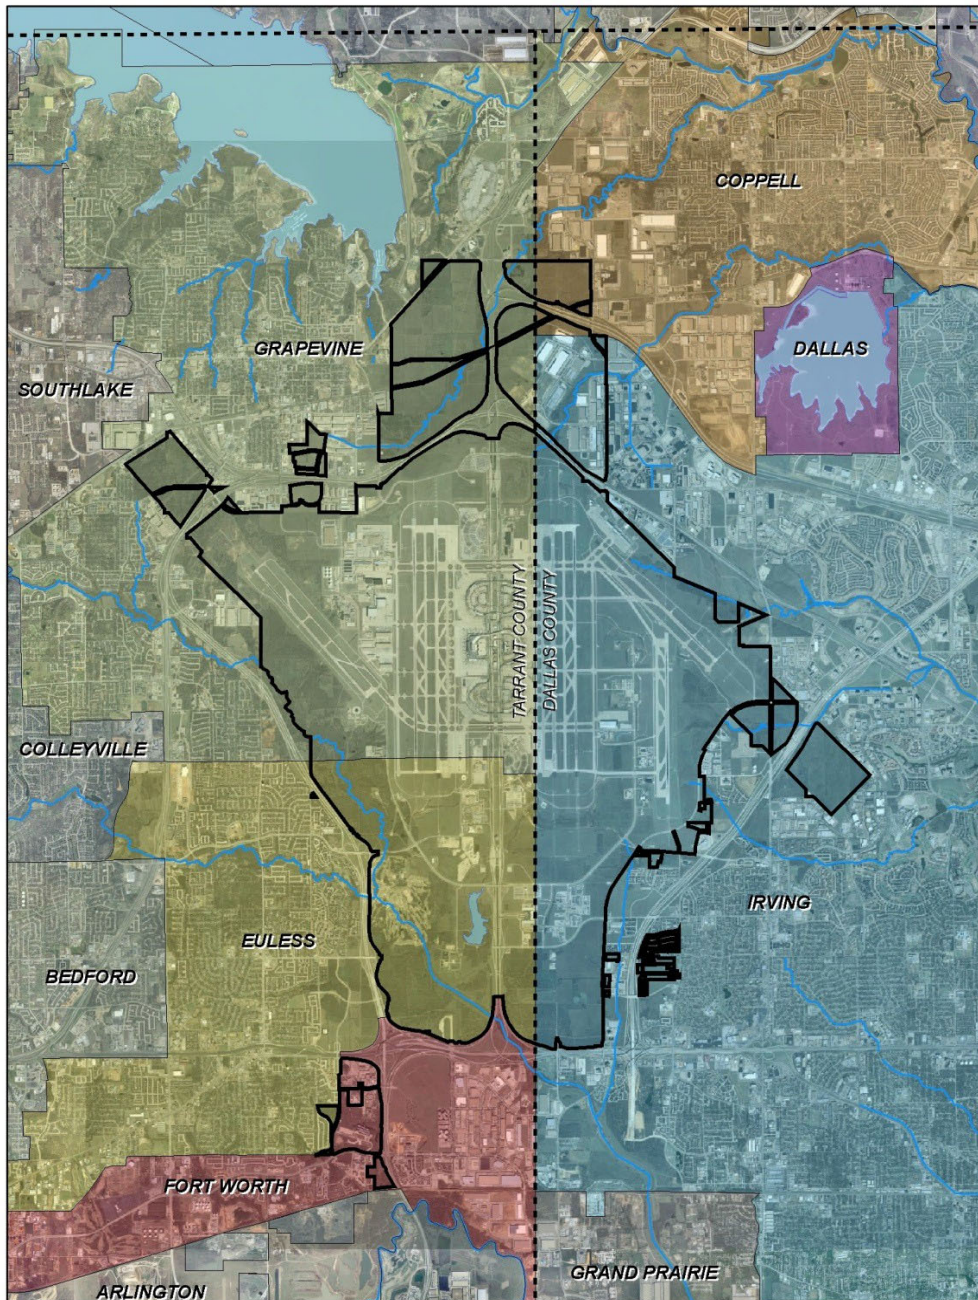 COPPELL
GRAPEVINE
DALLAS
SOUTHLAKE
TARRANT COUNTY
DALLAS COUNTY
COLLEYVILLE
IRVING
EULESS
BEDFORD
FORT WORTH
GRAND PRAIRIE
ARLINGTON